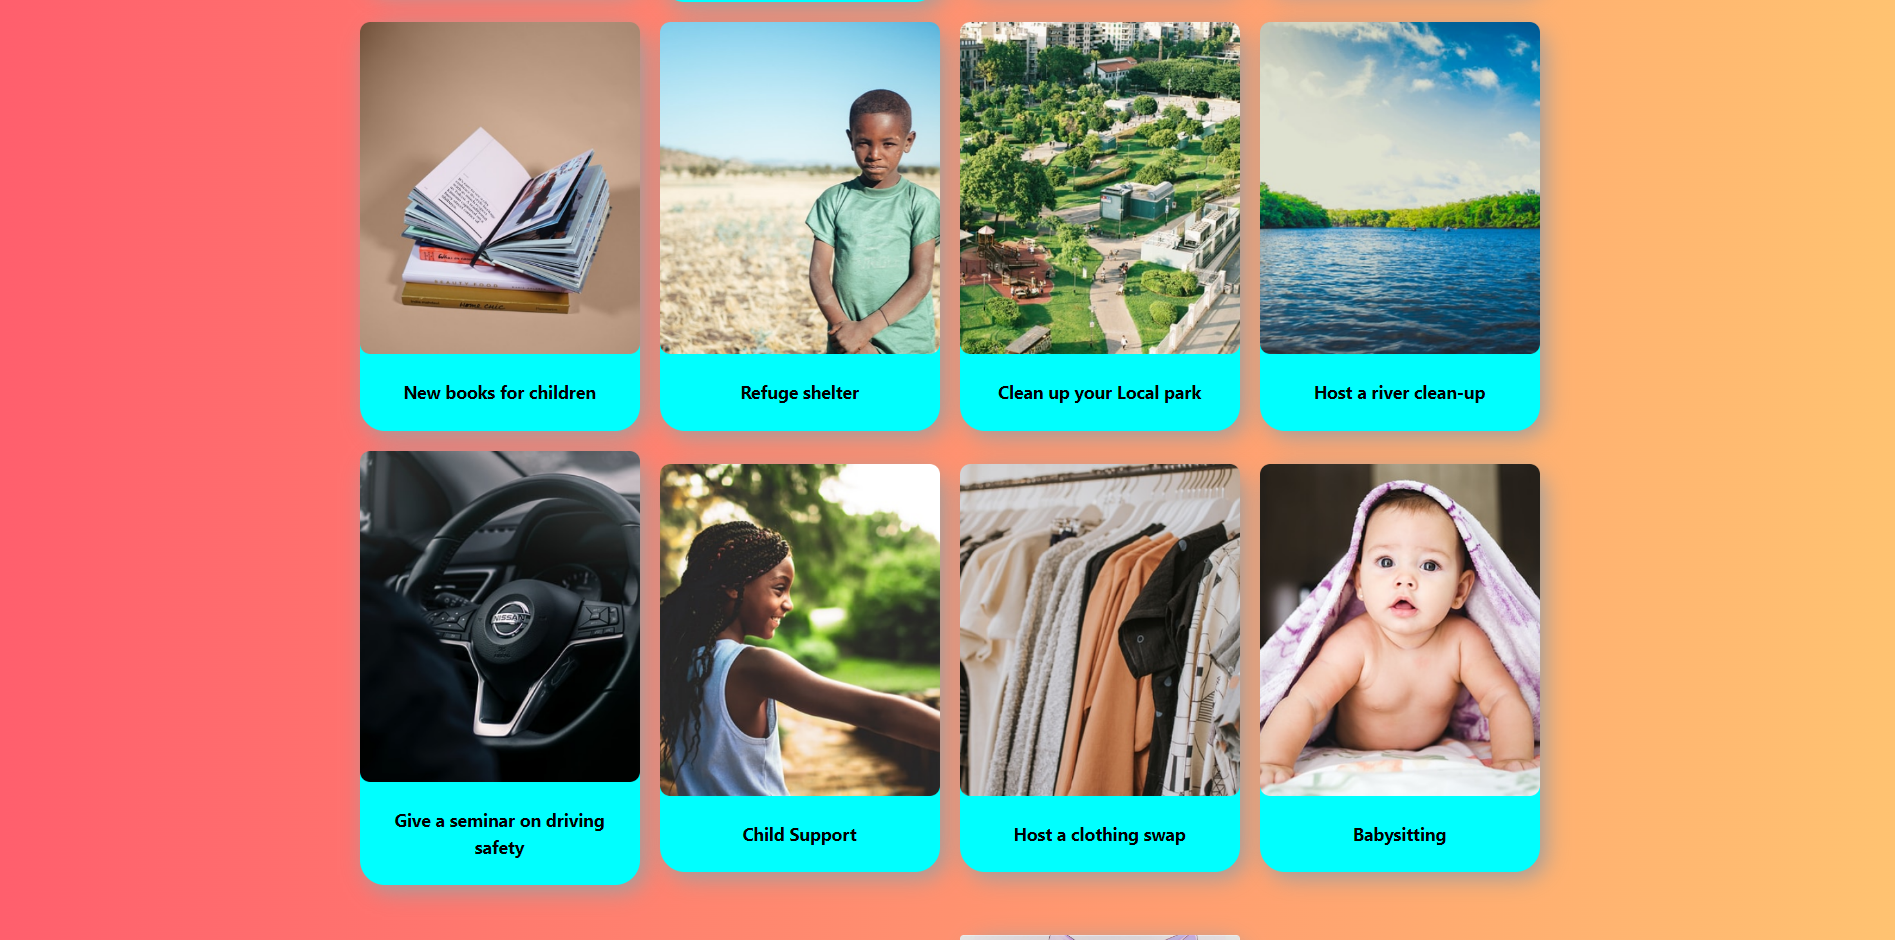 New books for children
Refuge shelter
Clean up your Local park
Host a river clean-up
NISSAN
Give a seminar on driving
safety
Child Support
Host a clothing swap
Babysitting